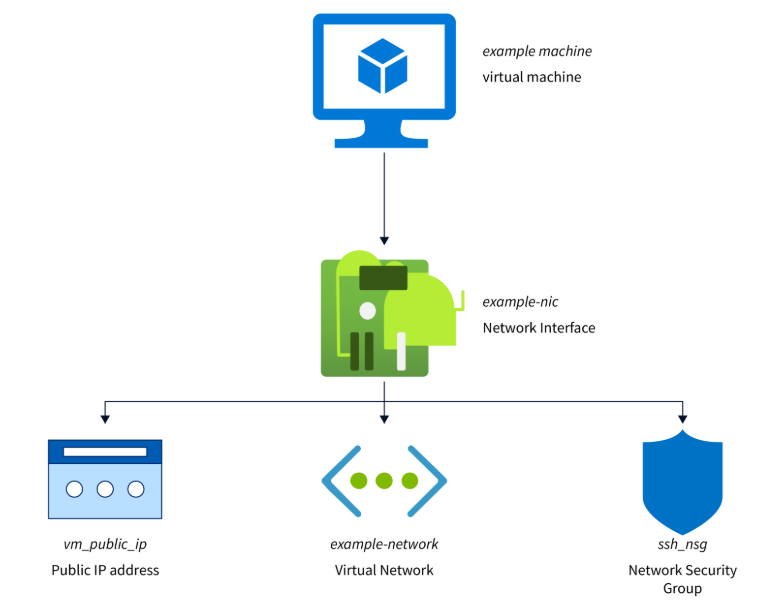 example machine
virtual machine
example-nic
Network Interface
vm_public_ip
Public IP address
example-network
Virtual Network
ssh_nsg
Network Security
Group